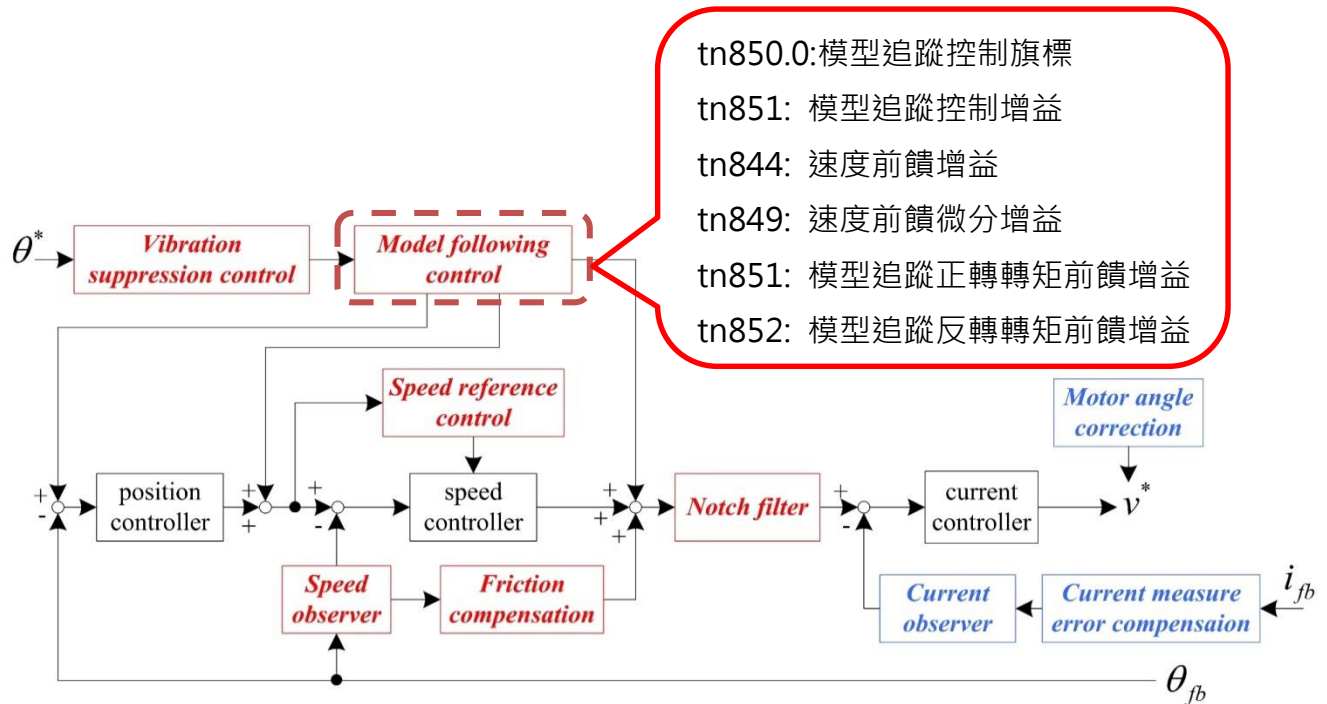 tn850.0:模型追蹤控制旗標
tn851: 模型追蹤控制增益
tn844: 速度前饋增益
tn849: 速度前饋微分增益
tn851: 模型追蹤正轉轉矩前饋增益
tn852: 模型追蹤反轉轉矩前饋增益
θ*
Vibration
suppression control
Model following
control
Speed reference
control
Motor angle
correction
+
-
position
controller
+
+
+
-
speed
controller
+
+
+
Notch filter
+
-
current
controller
v*
Speed
observer
Friction
compensation
Current
observer
Current measure
error compensaion
i_fb
θ_fb